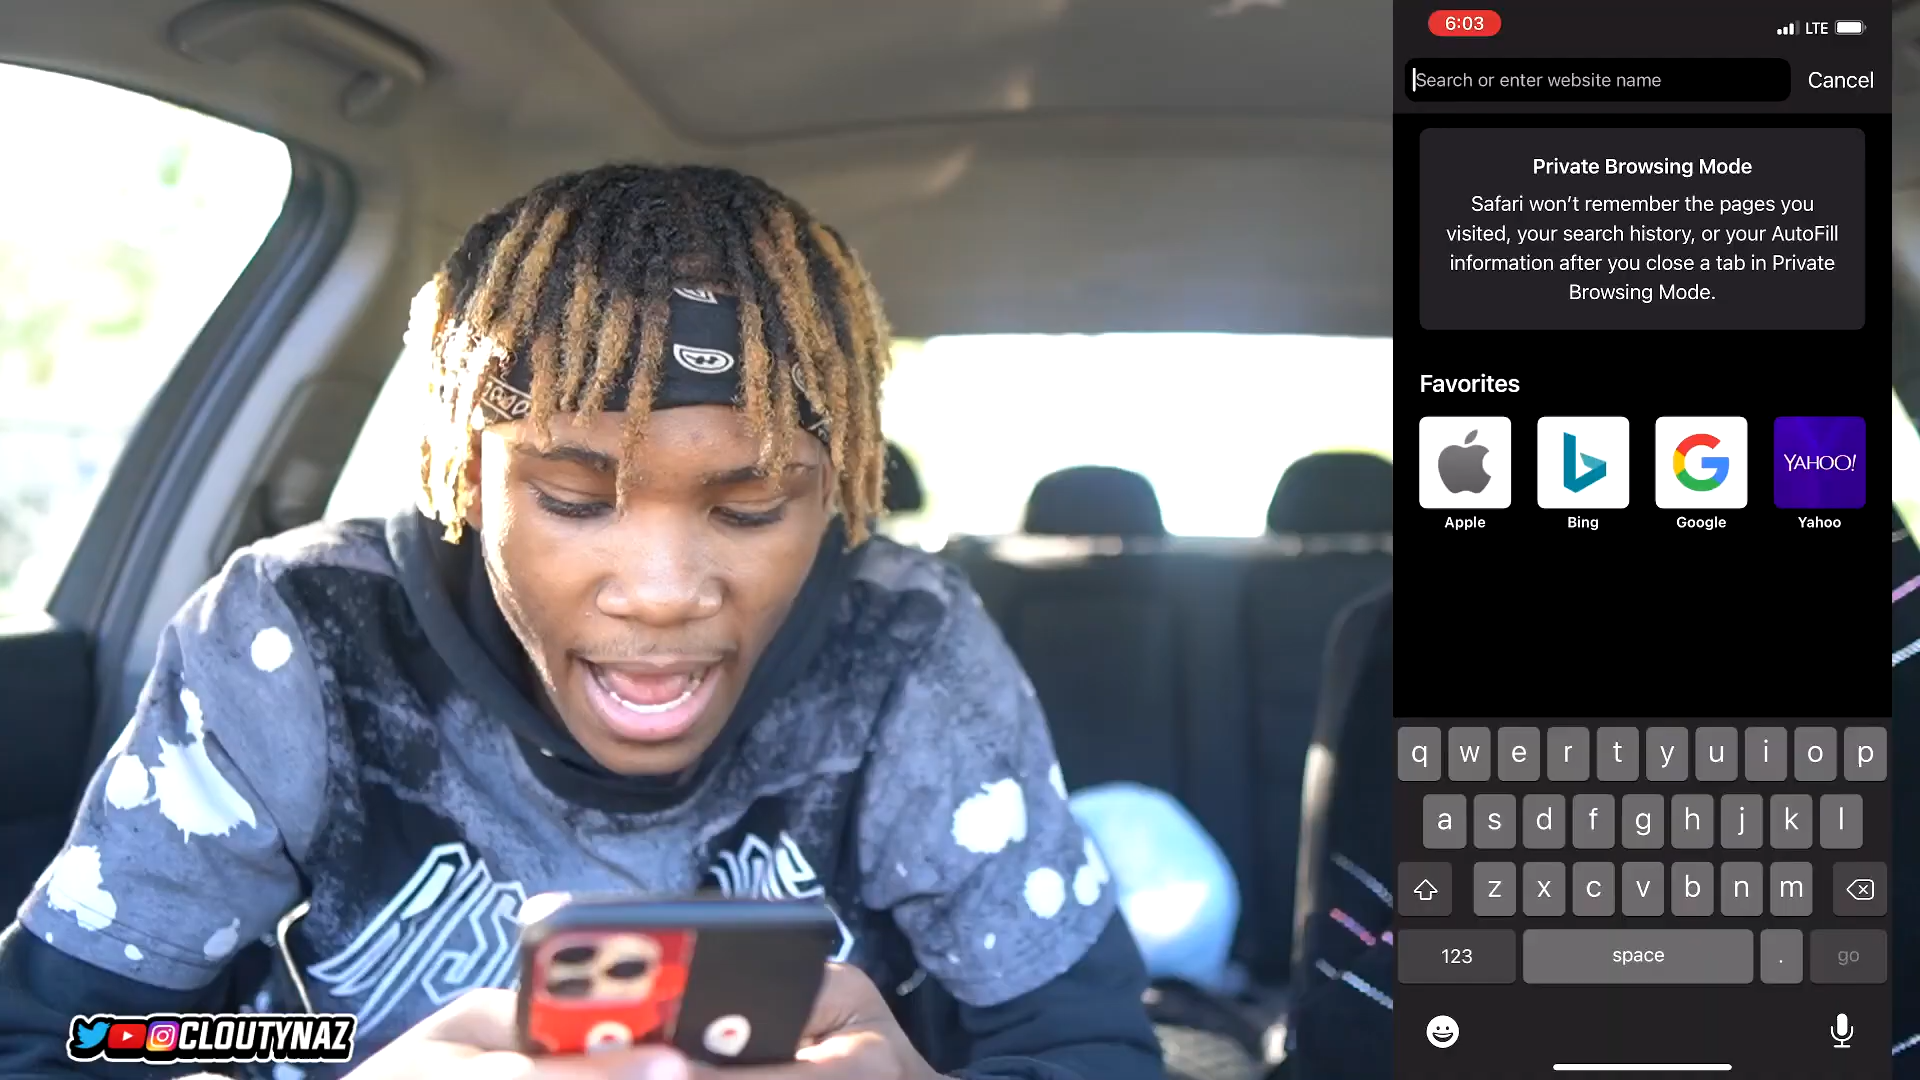 6:03
LTE
Search or enter website name
Cancel
Private Browsing Mode
Safari won’t remember the pages you
visited, your search history, or your AutoFill
information after you close a tab in Private
Browsing Mode.
Favorites
YAHOO!
Apple Bing Google Yahoo
q w e r t y u i o p
a s d f g h j k l
z x c v b n m
123 space . go
CLOUTYNAZ